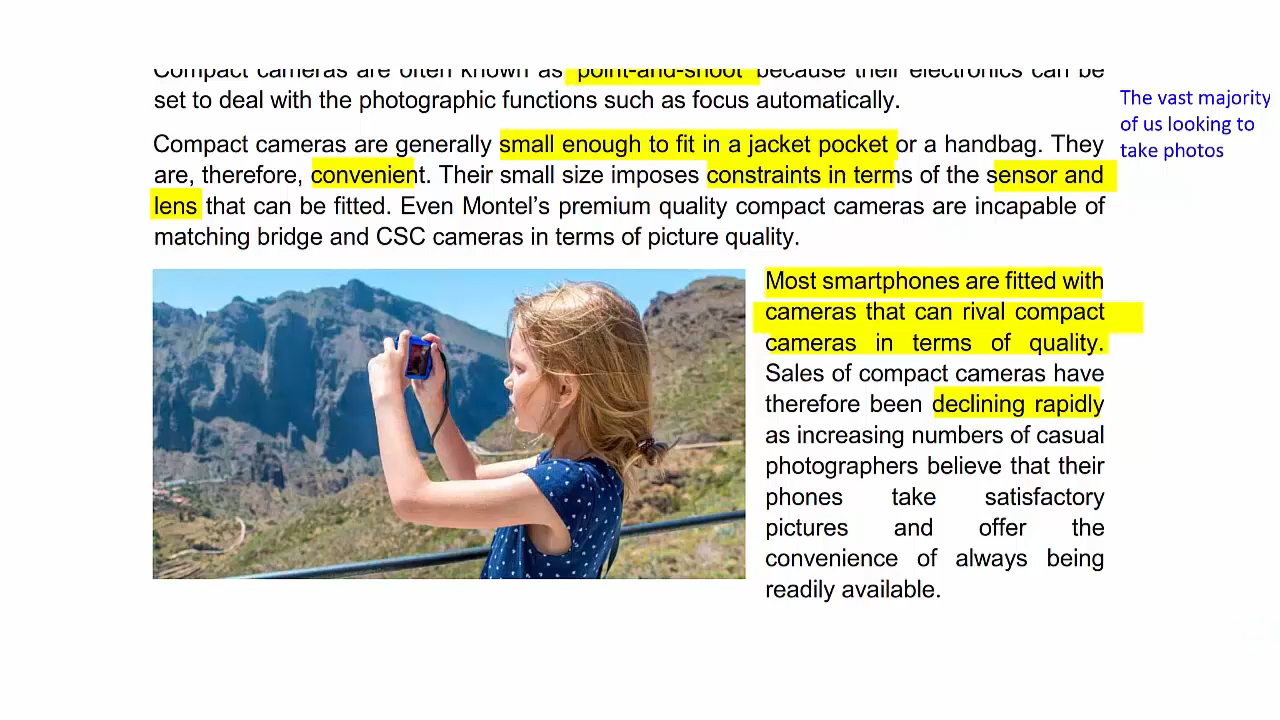 Compact cameras are often known as 'point-and-shoot' because their electronics can be
set to deal with the photographic functions such as focus automatically.
Compact cameras are generally small enough to fit in a jacket pocket or a handbag. They
are, therefore, convenient. Their small size imposes constraints in terms of the sensor and
lens that can be fitted. Even Montel’s premium quality compact cameras are incapable of
matching bridge and CSC cameras in terms of picture quality.
Most smartphones are fitted with
cameras that can rival compact
cameras in terms of quality.
Sales of compact cameras have
therefore been declining rapidly
as increasing numbers of casual
photographers believe that their
phones take satisfactory
pictures and offer the
convenience of always being
readily available.
The vast majority
of us looking to
take photos